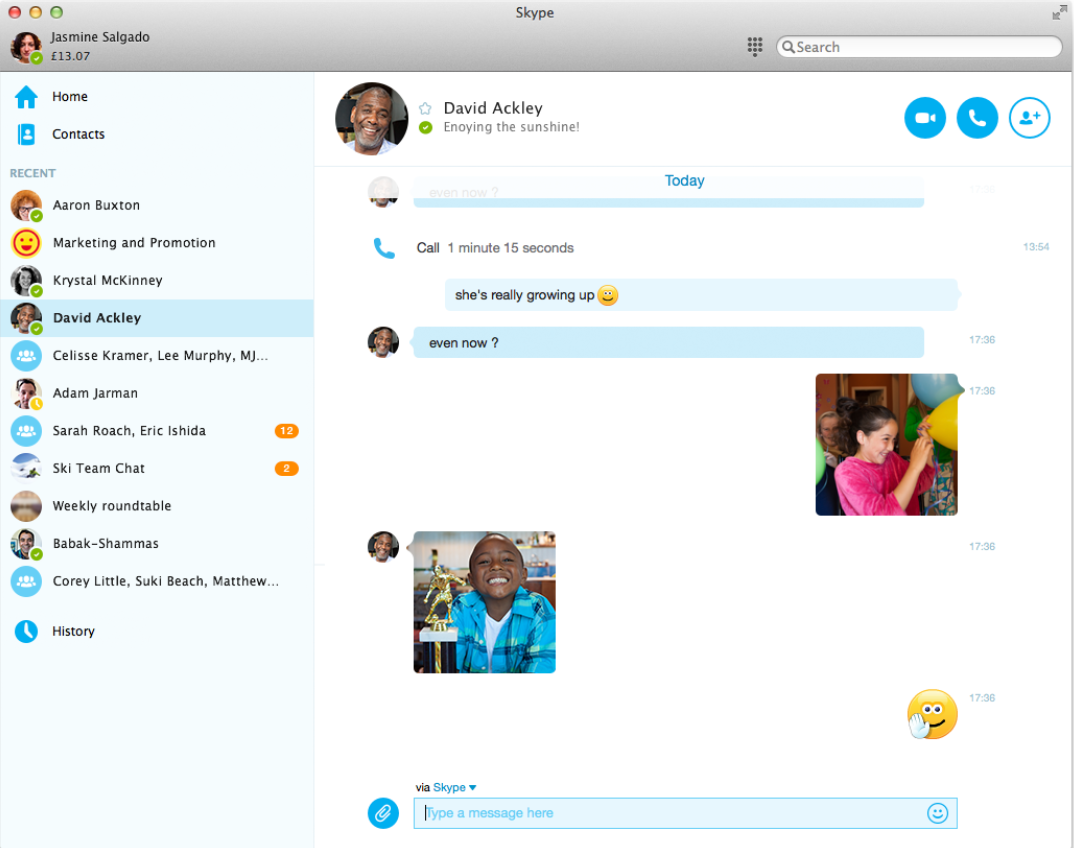 Skype
Jasmine Salgado
£13.07
Search
Home
Contacts
RECENT
Aaron Buxton
Marketing and Promotion
Krystal McKinney
David Ackley
Celisse Kramer, Lee Murphy, MJ...
Adam Jarman
Sarah Roach, Eric Ishida 12
Ski Team Chat 2
Weekly roundtable
Babak-Shammas
Corey Little, Suki Beach, Matthew...
History
David Ackley
Enoying the sunshine!
Today
even now ?
Call 1 minute 15 seconds 13:54
she's really growing up
even now ? 17:36
17:36
17:36
17:36
via Skype
Type a message here